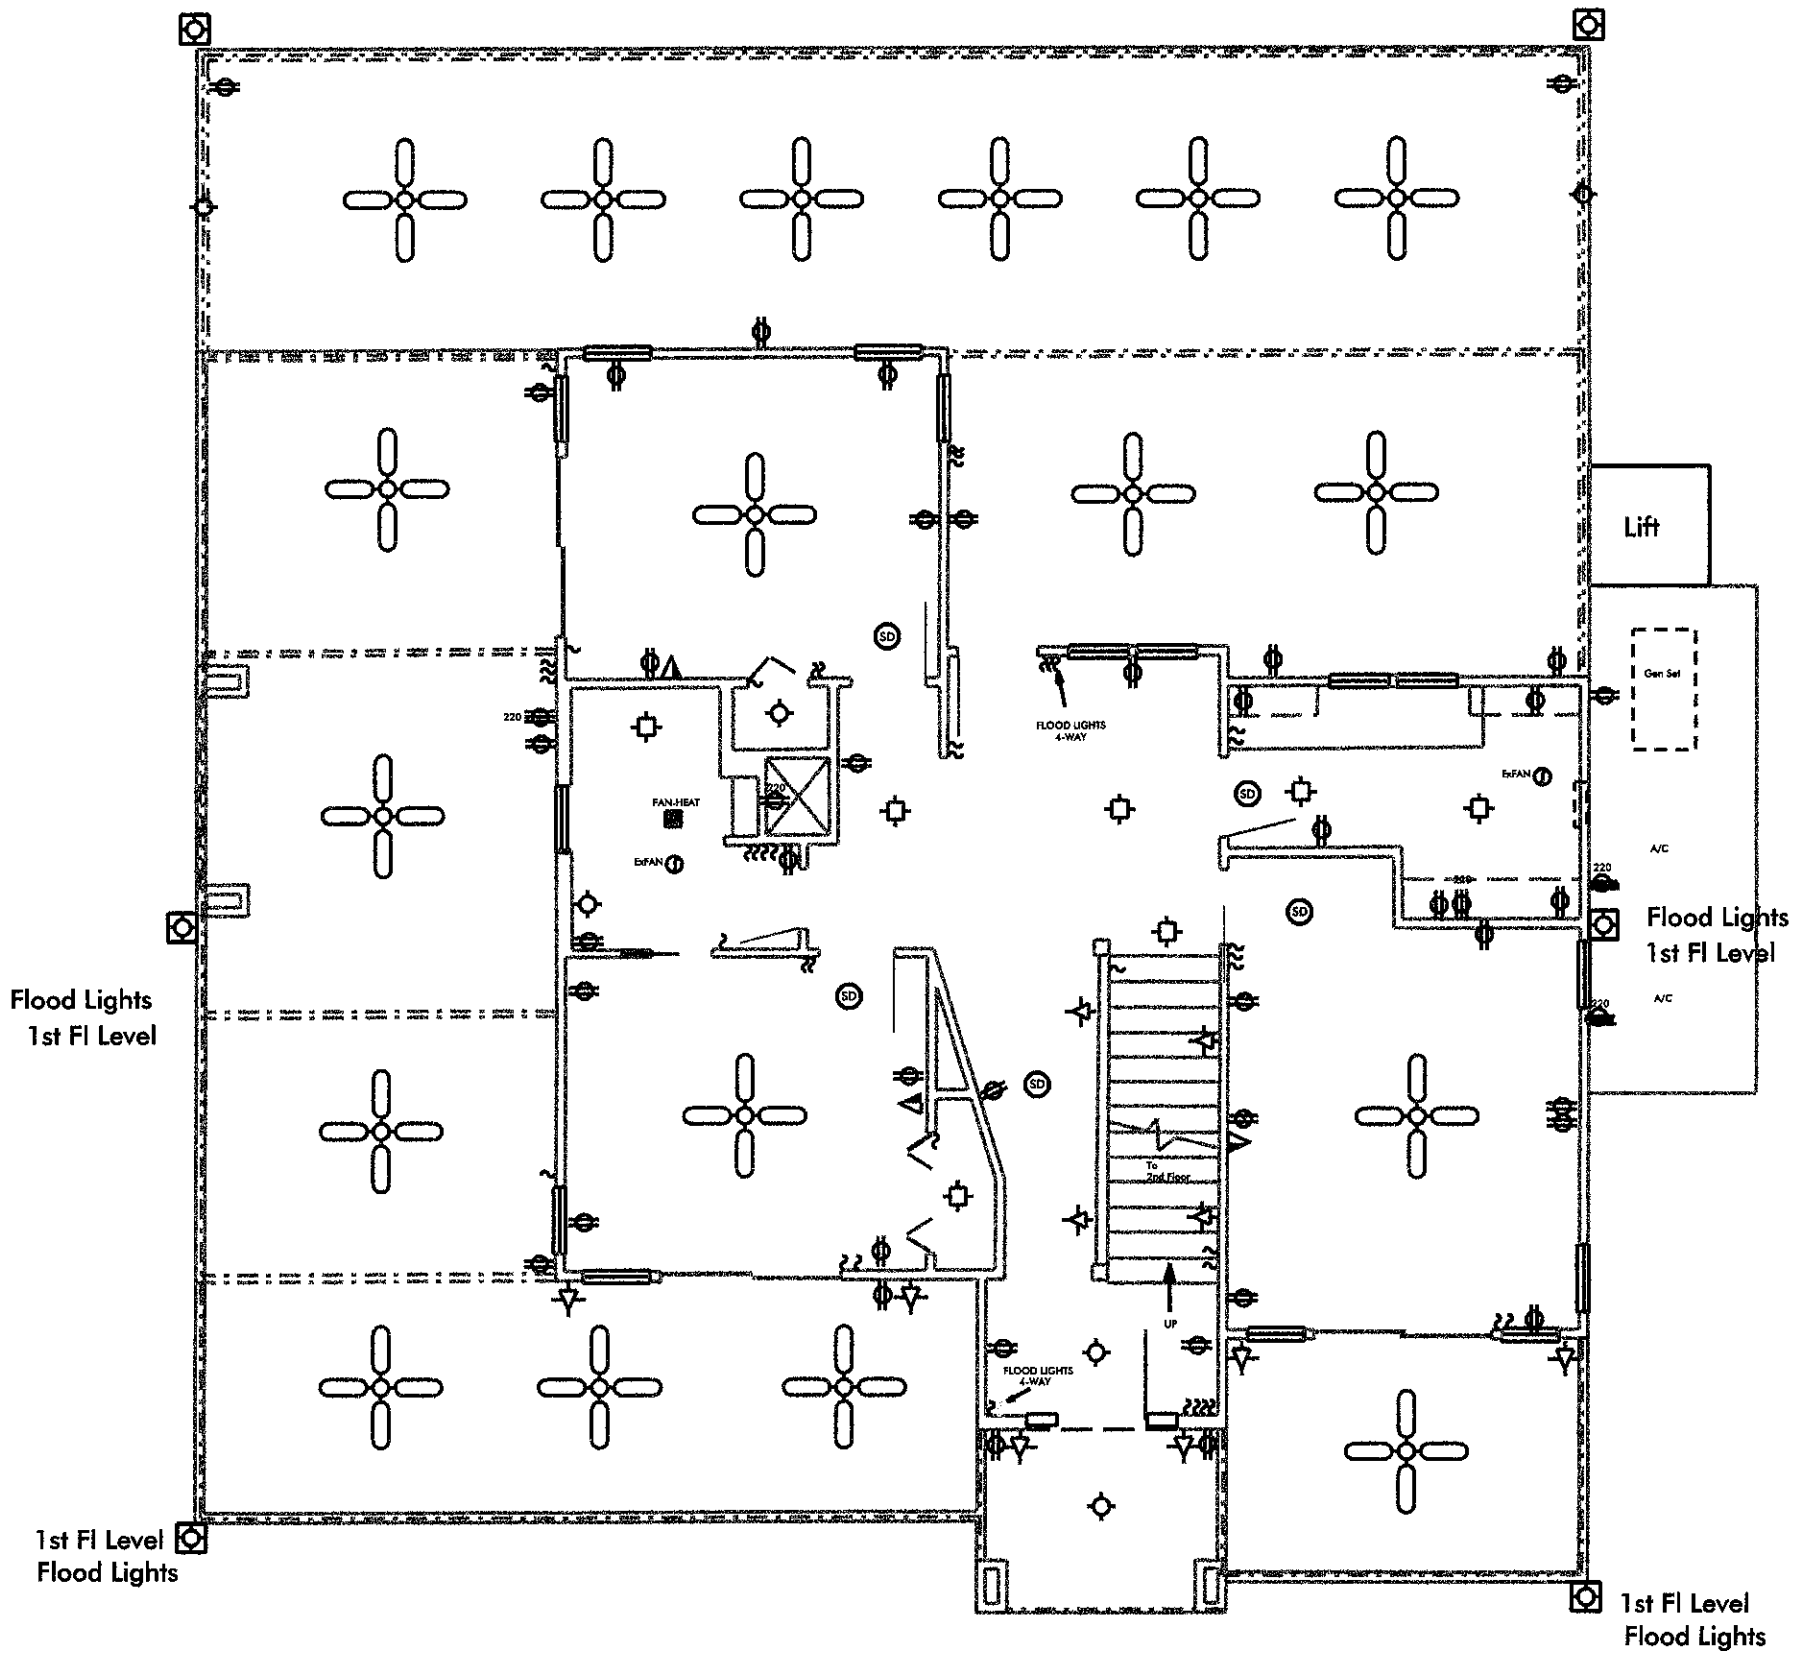 Lift
SD
Gen Set
220
FLOOD LIGHTS
4-WAY
ExFAN
220
SD
FAN-HEAT
A/C
ExFAN
220
220
SD
Flood Lights
1st Fl Level
SD
Flood Lights
1st Fl Level
A/C
220
SD
To
2nd Floor
UP
FLOOD LIGHTS
4-WAY
1st Fl Level
Flood Lights
1st Fl Level
Flood Lights